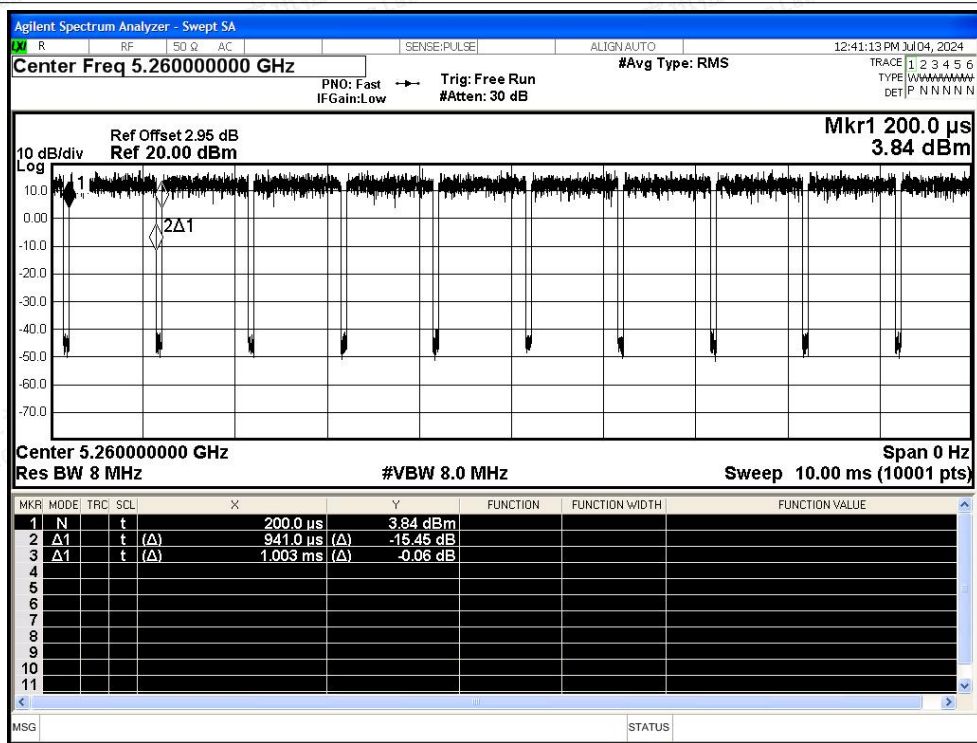 Agilent Spectrum Analyzer - Swept SA
LXI R RF 50 Ω AC SENSE:PULSE ALIGN AUTO 12:41:13 PM Jul 04, 2024
Center Freq 5.260000000 GHz #Avg Type: RMS TRACE 1 2 3 4 5 6
PNO: Fast Trig: Free Run TYPE WWWWWW
IFGain:Low #Atten: 30 dB DET P N N N N N
Ref Offset 2.95 dB Mkr1 200.0 µs
10 dB/div Ref 20.00 dBm 3.84 dBm
Log
1
10.0
0.00
2Δ1
-10.0
-20.0
-30.0
-40.0
-50.0
-60.0
-70.0
Center 5.260000000 GHz Span 0 Hz
Res BW 8 MHz #VBW 8.0 MHz Sweep 10.00 ms (10001 pts)
MKR MODE TRC SCL X Y FUNCTION FUNCTION WIDTH FUNCTION VALUE
1 N t 200.0 µs 3.84 dBm
2 Δ1 t (Δ) 941.0 µs (Δ) -15.45 dB
3 Δ1 t (Δ) 1.003 ms (Δ) -0.06 dB
4
5
6
7
8
9
10
11
MSG STATUS